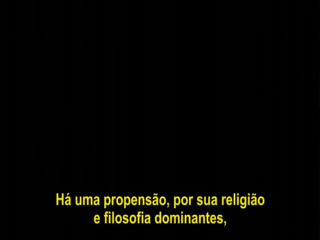 Há uma propensão, por sua religião
e filosofia dominantes,